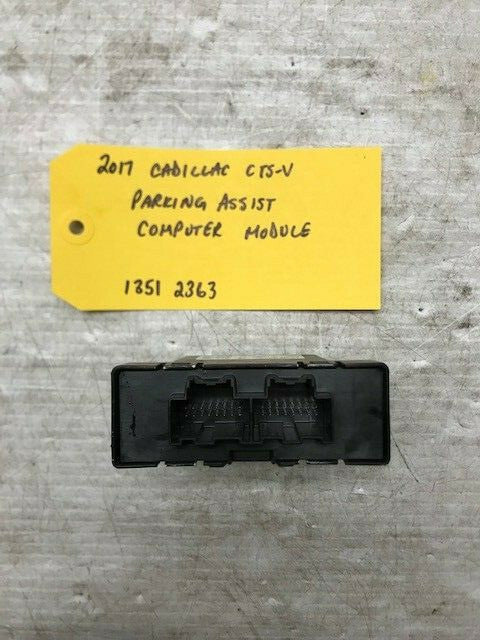 2017 CADILLAC CTS-V
PARKING ASSIST
COMPUTER MODULE
1351 2363